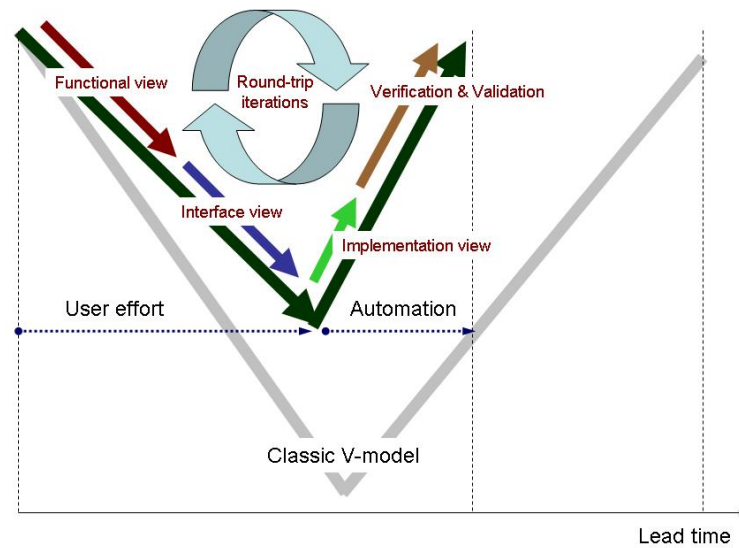 Functional view
Round-trip
iterations
Verification & Validation
Interface view
Implementation view
User effort
Automation
Classic V-model
Lead time